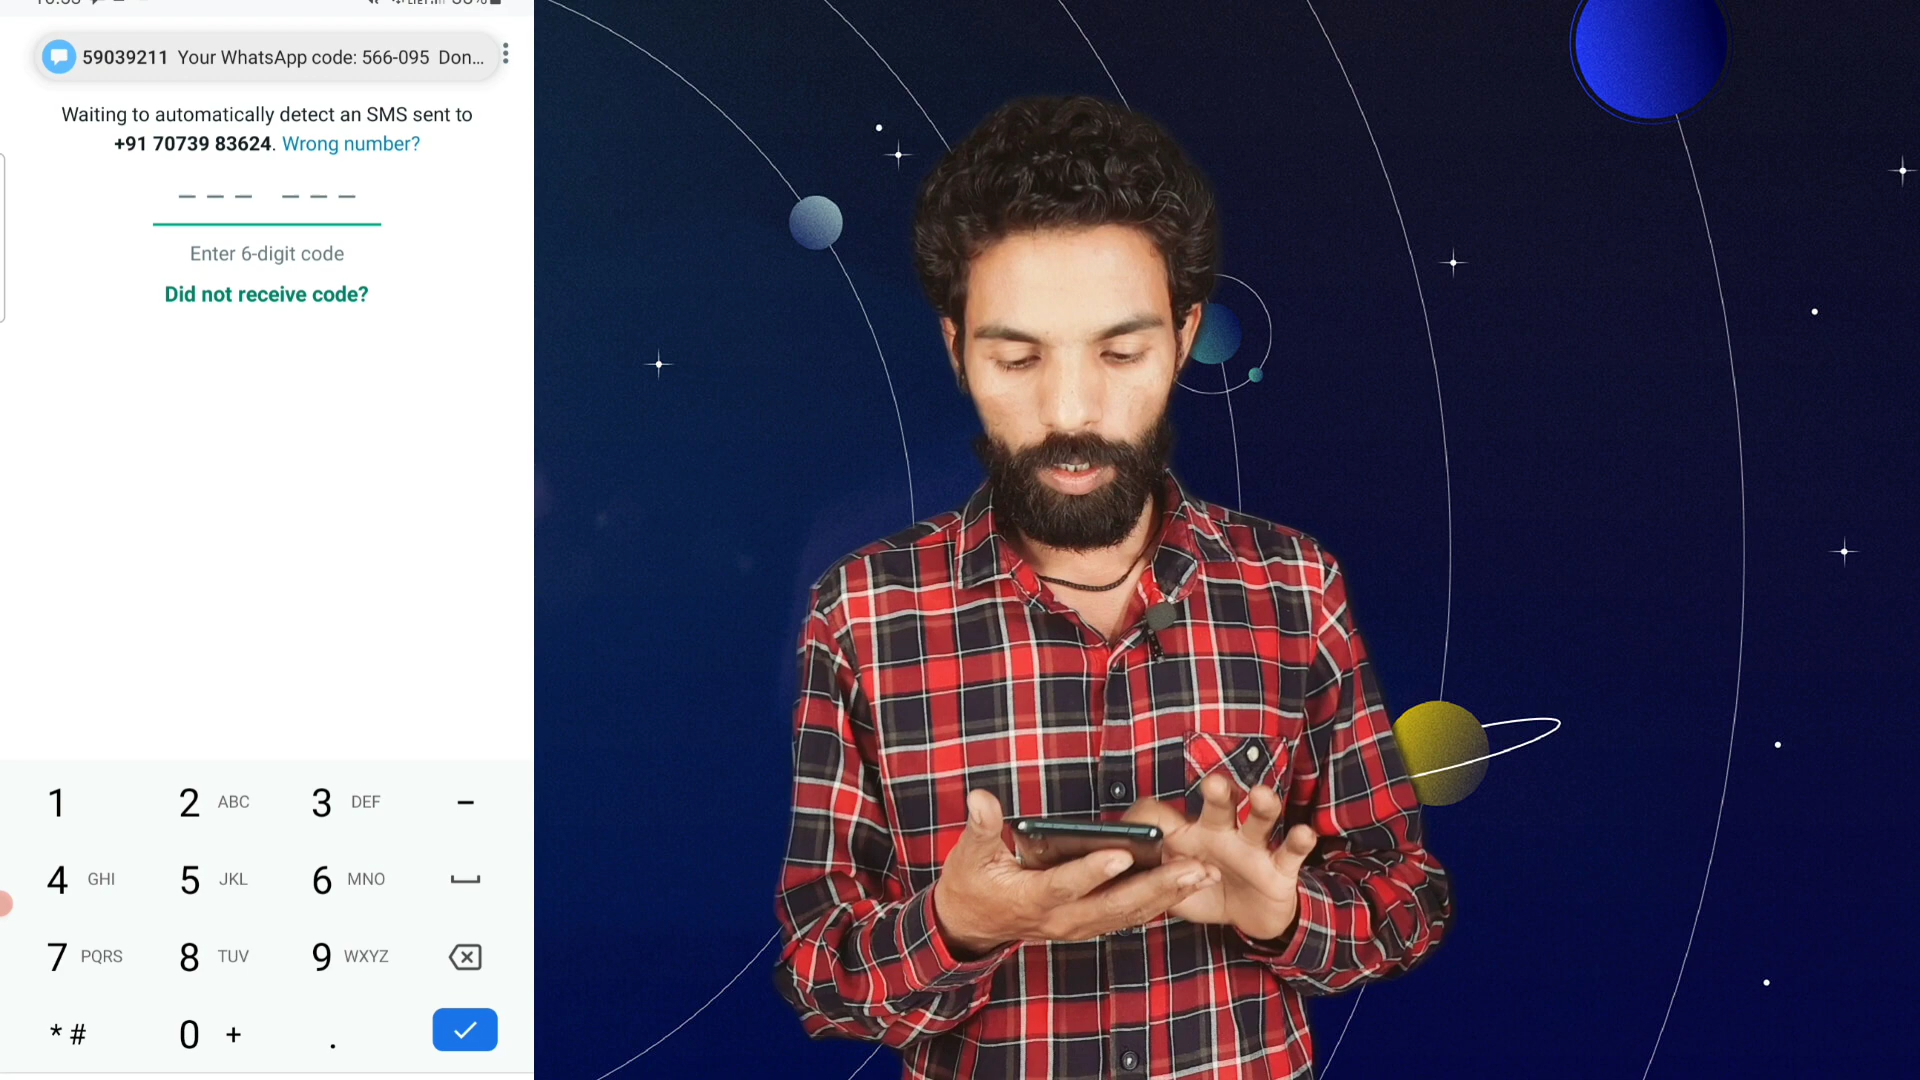 59039211 Your WhatsApp code: 566-095 Don...
Waiting to automatically detect an SMS sent to
+91 70739 83624. Wrong number?
Enter 6-digit code
Did not receive code?
1 2 ABC 3 DEF -
4 GHI 5 JKL 6 MNO
7 PQRS 8 TUV 9 WXYZ
* # 0 + .